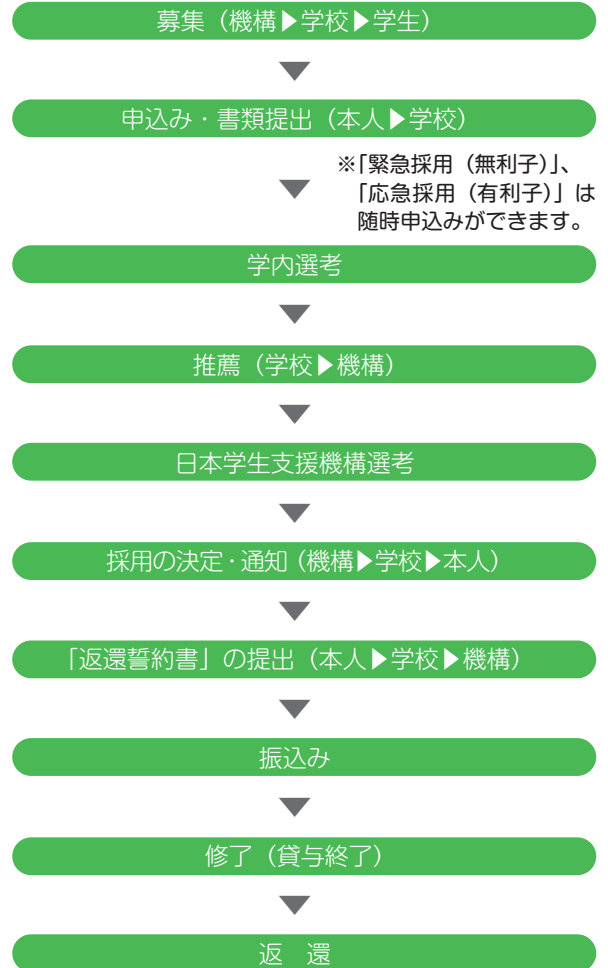 募集（機構▶学校▶学生）
申込み・書類提出（本人▶学校）
※「緊急採用（無利子）」、
「応急採用（有利子）」は
随時申込みができます。
学内選考
推薦（学校▶機構）
日本学生支援機構選考
採用の決定・通知（機構▶学校▶本人）
「返還誓約書」の提出（本人▶学校▶機構）
振込み
修了（貸与終了）
返　還